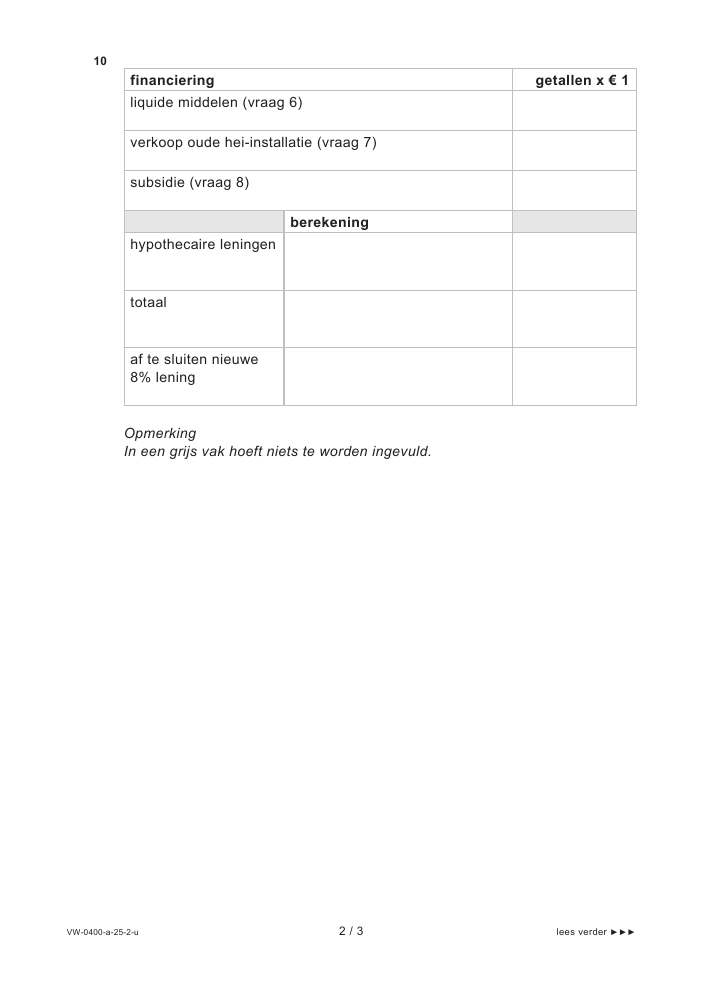 10
financiering getallen x € 1
liquide middelen (vraag 6)
verkoop oude hei-installatie (vraag 7)
subsidie (vraag 8)
berekening
hypothecaire leningen
totaal
af te sluiten nieuwe
8% lening
Opmerking
In een grijs vak hoeft niets te worden ingevuld.
VW-0400-a-25-2-u 2 / 3 lees verder ►►►